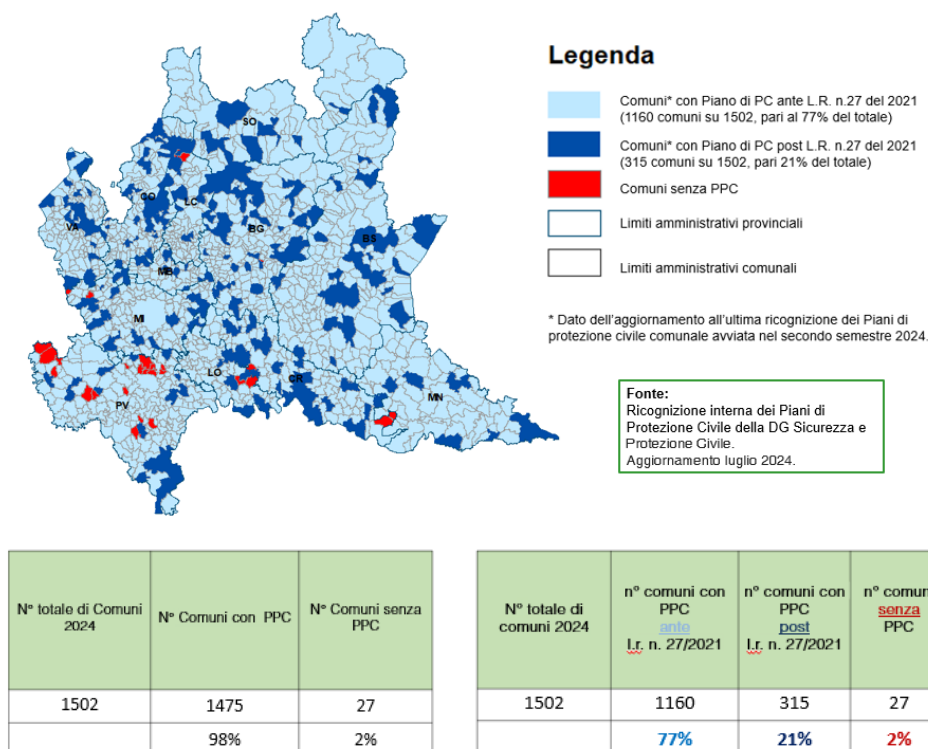 Legenda
Comuni* con Piano di PC ante L.R. n.27 del 2021
(1160 comuni su 1502, pari al 77% del totale)
Comuni* con Piano di PC post L.R. n.27 del 2021
(315 comuni su 1502, pari 21% del totale)
Comuni senza PPC
Limiti amministrativi provinciali
Limiti amministrativi comunali
* Dato dell'aggiornamento all'ultima ricognizione dei Piani di
protezione civile comunale avviata nel secondo semestre 2024.
Fonte:
Ricognizione interna dei Piani di
Protezione Civile della DG Sicurezza e
Protezione Civile.
Aggiornamento luglio 2024.
SO
CO
LC
VA
BG
BS
MB
MI
LO
CR
PV
MN
N° totale di Comuni
2024
N° Comuni con PPC
N° Comuni senza
PPC
1502
1475
27
98%
2%
N° totale di
comuni 2024
n° comuni con
PPC
ante
l.r. n. 27/2021
n° comuni con
PPC
post
l.r. n. 27/2021
n° comun
senza
PPC
1502
1160
315
27
77%
21%
2%